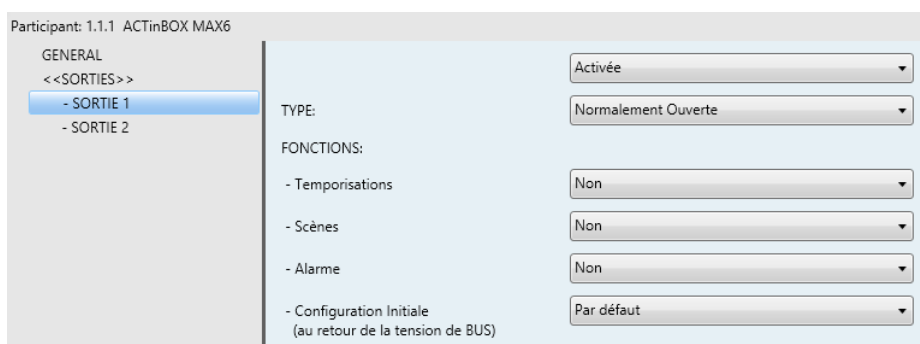 Participant: 1.1.1 ACTinBOX MAX6
GENERAL
<<SORTIES>>
- SORTIE 1
- SORTIE 2
Activée
TYPE: Normalement Ouverte
FONCTIONS:
- Temporisations Non
- Scènes Non
- Alarme Non
- Configuration Initiale Par défaut
(au retour de la tension de BUS)